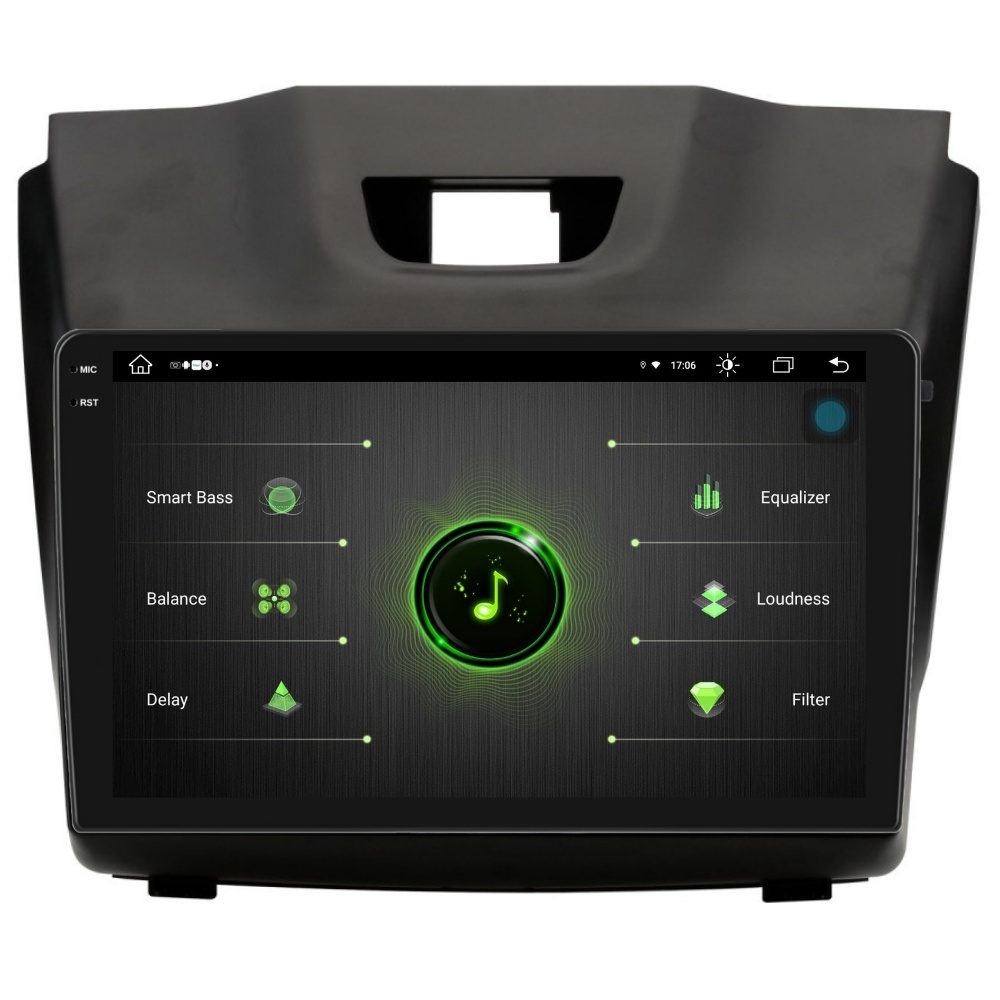 MIC
17:06
RST
Smart Bass
Equalizer
Balance
Loudness
Delay
Filter